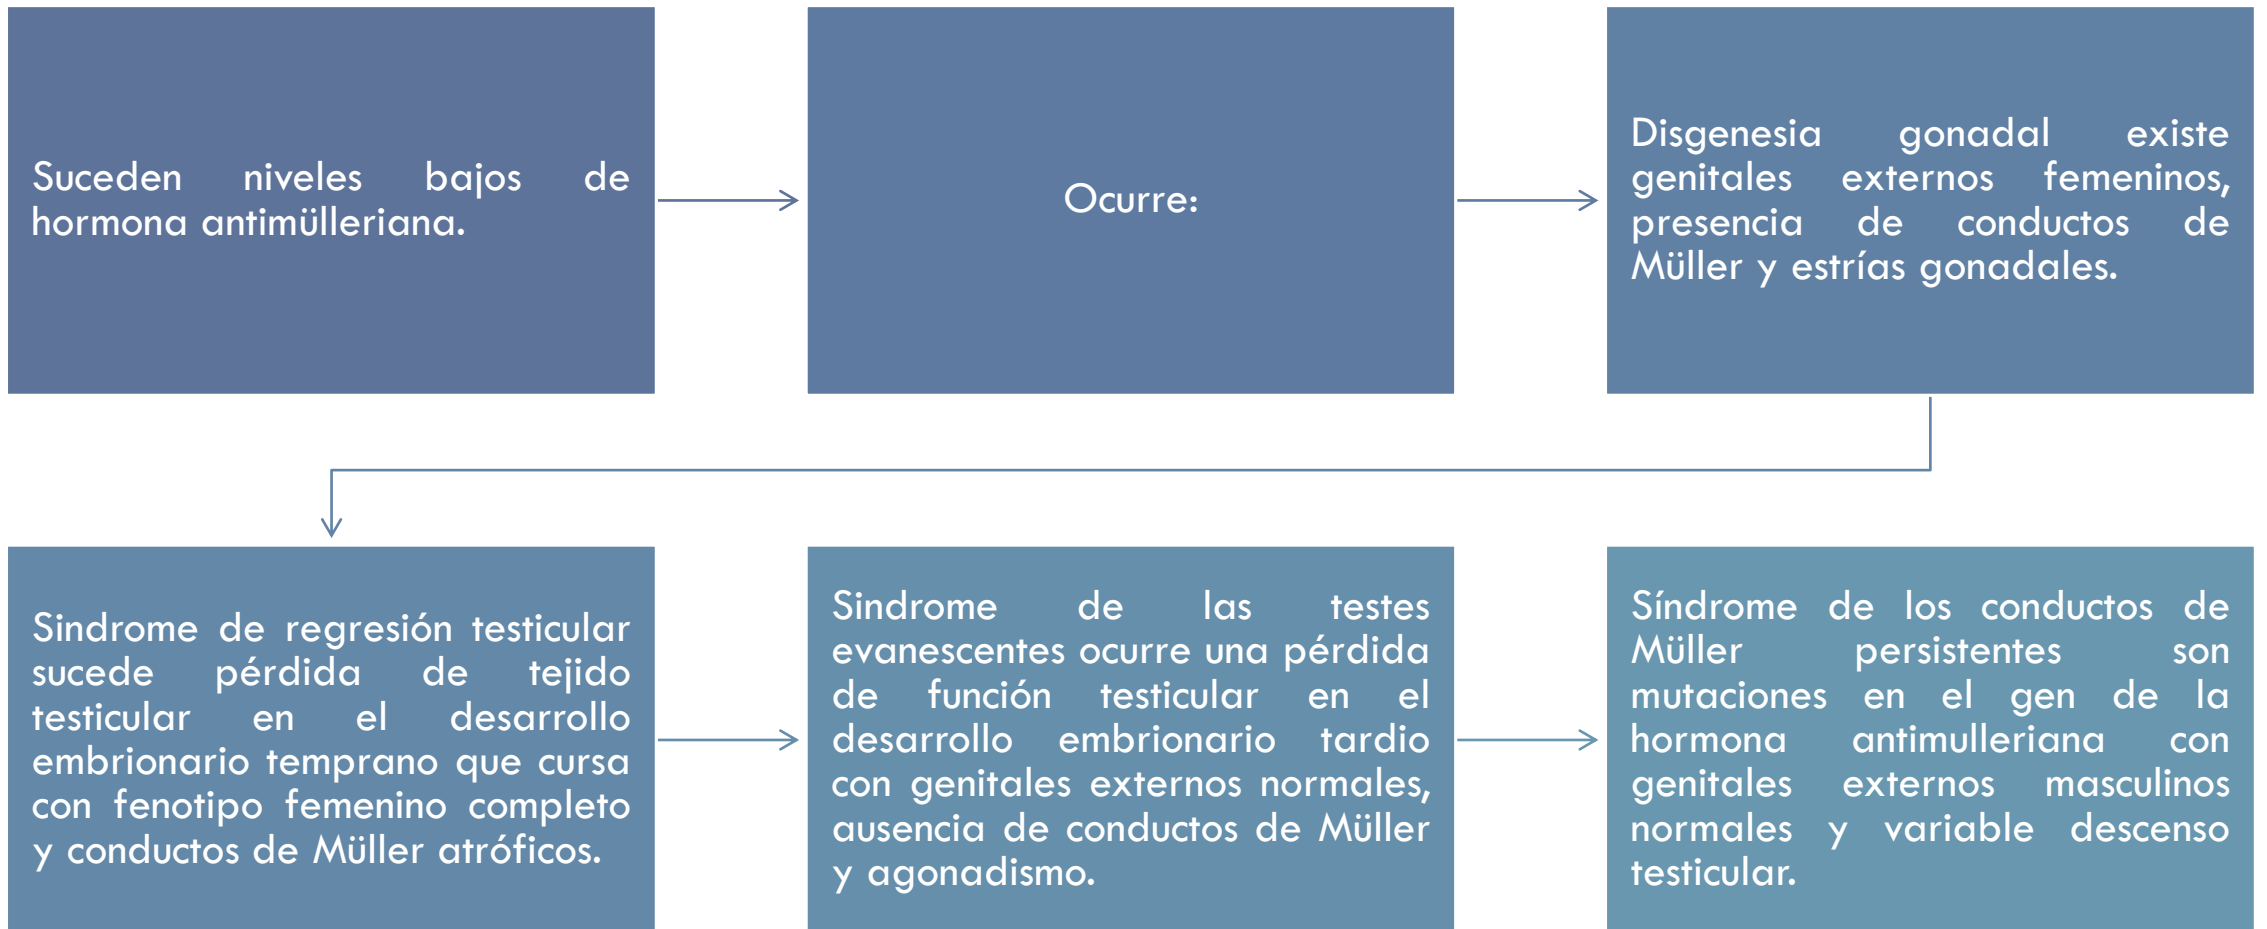 Suceden niveles bajos de
hormona antimülleriana.
Ocurre:
Disgenesia gonadal existe
genitales externos femeninos,
presencia de conductos de
Müller y estrías gonadales.
Sindrome de regresión testicular
sucede pérdida de tejido
testicular en el desarrollo
embrionario temprano que cursa
con fenotipo femenino completo
y conductos de Müller atróficos.
Sindrome de las testes
evanescentes ocurre una pérdida
de función testicular en el
desarrollo embrionario tardio
con genitales externos normales,
ausencia de conductos de Müller
y agonadismo.
Síndrome de los conductos de
Müller persistentes son
mutaciones en el gen de la
hormona antimulleriana con
genitales externos masculinos
normales y variable descenso
testicular.